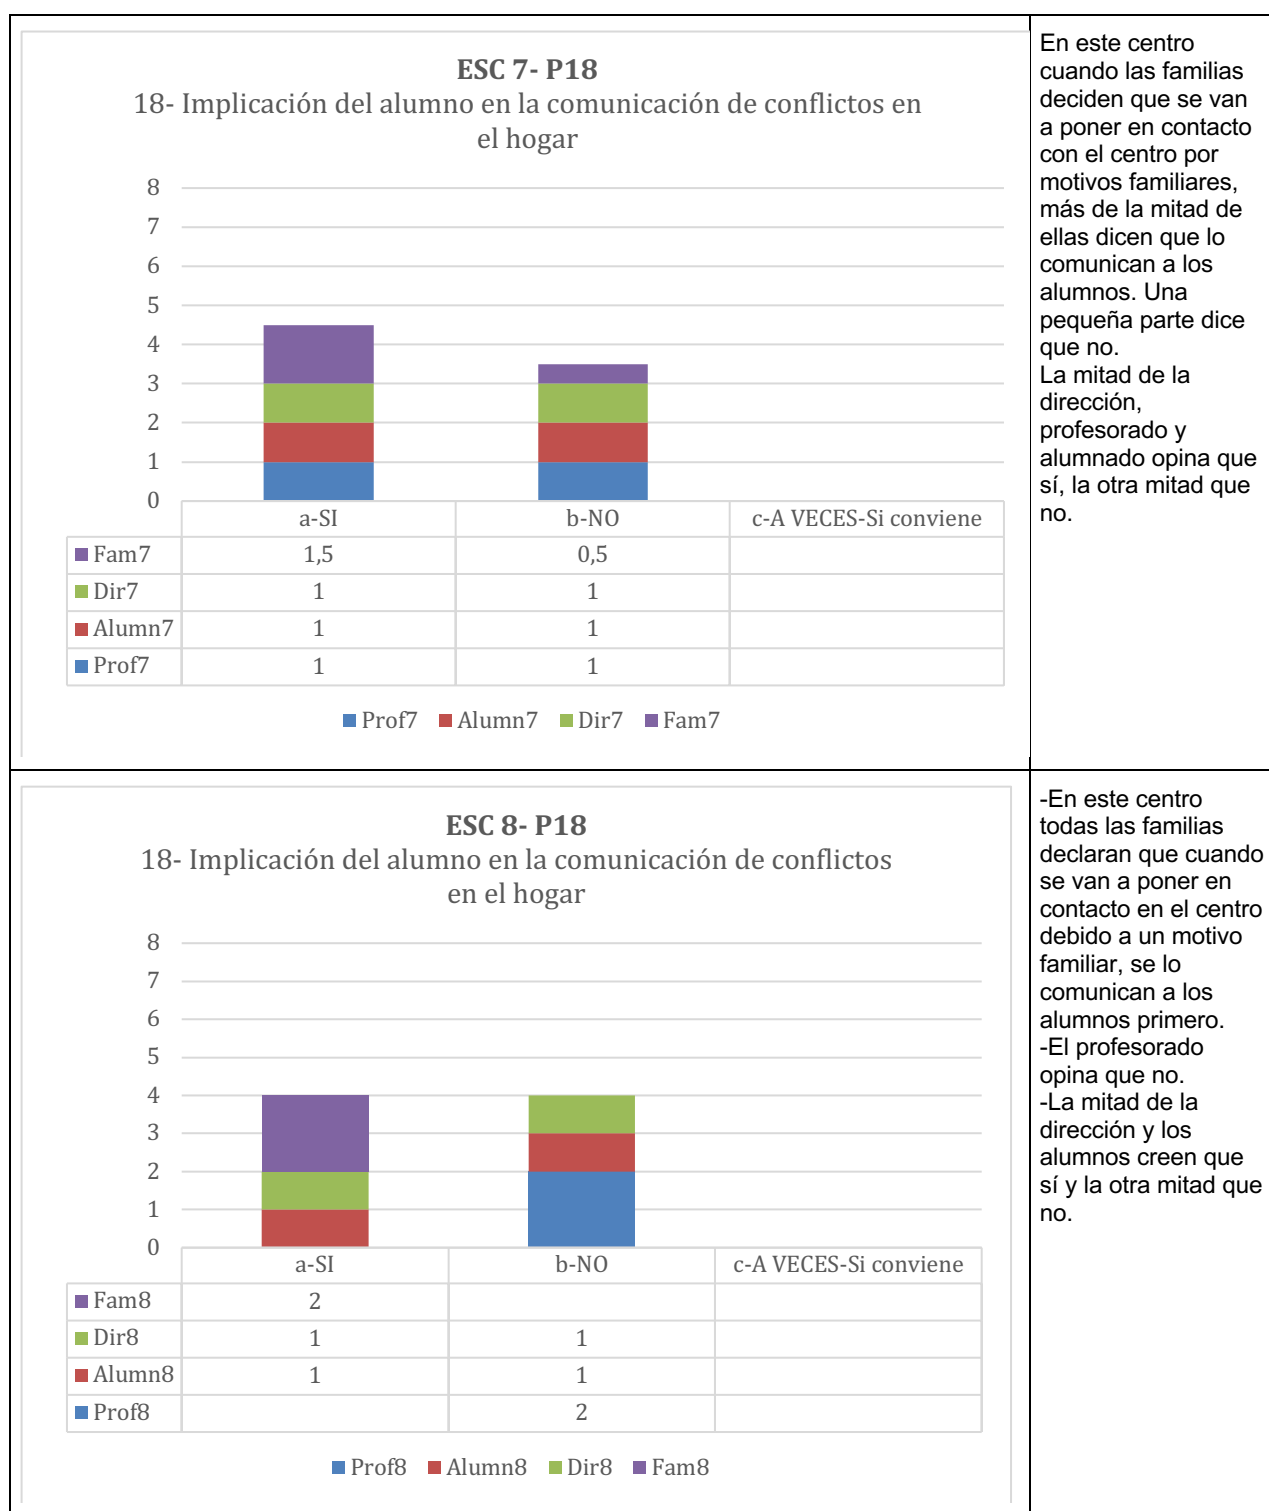 ESC 7- P18
18- Implicación del alumno en la comunicación de conflictos en
el hogar
8
7
6
5
4
3
2
1
0
a-SI b-NO c-A VECES-Si conviene
Fam7 1,5 0,5
Dir7 1 1
Alumn7 1 1
Prof7 1 1
Prof7 Alumn7 Dir7 Fam7
En este centro
cuando las familias
deciden que se van
a poner en contacto
con el centro por
motivos familiares,
más de la mitad de
ellas dicen que lo
comunican a los
alumnos. Una
pequeña parte dice
que no.
La mitad de la
dirección,
profesorado y
alumnado opina que
sí, la otra mitad que
no.
ESC 8- P18
18- Implicación del alumno en la comunicación de conflictos
en el hogar
8
7
6
5
4
3
2
1
0
a-SI b-NO c-A VECES-Si conviene
Fam8 2
Dir8 1 1
Alumn8 1 1
Prof8 2
Prof8 Alumn8 Dir8 Fam8
-En este centro
todas las familias
declaran que cuando
se van a poner en
contacto en el centro
debido a un motivo
familiar, se lo
comunican a los
alumnos primero.
-El profesorado
opina que no.
-La mitad de la
dirección y los
alumnos creen que
sí y la otra mitad que
no.